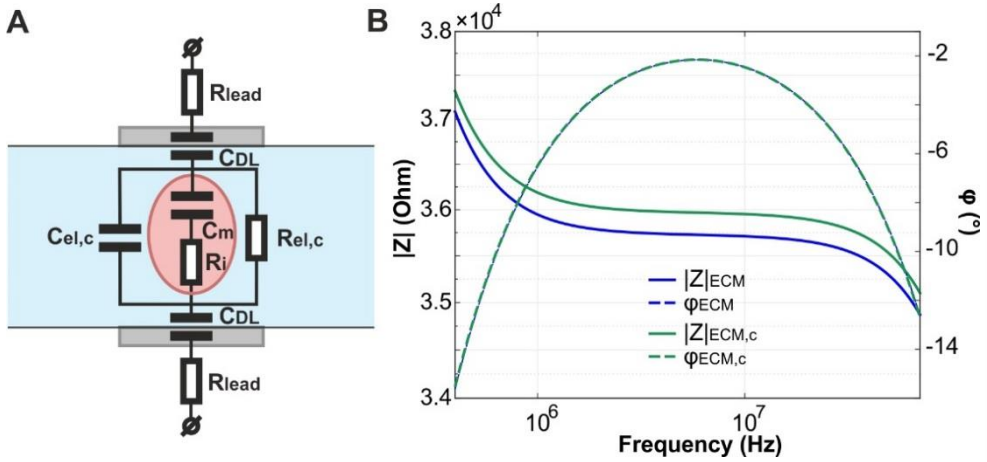 A
Rlead
CDL
Cel,c
Cm
Ri
Rel,c
CDL
Rlead
B
×10⁴
3.8
3.7
3.6
3.5
3.4
|Z| (Ohm)
-2
-6
-10
-14
φ (°)
|Z|ECM
φECM
|Z|ECM,c
φECM,c
10⁶
10⁷
Frequency (Hz)